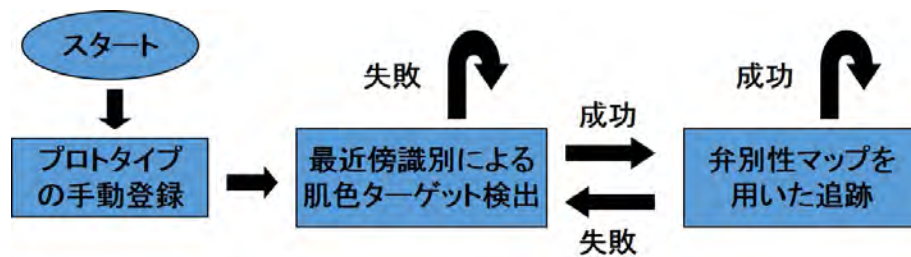 スタート
プロトタイプ
の手動登録
失敗
最近傍識別による
肌色ターゲット検出
成功
失敗
成功
弁別性マップを
用いた追跡